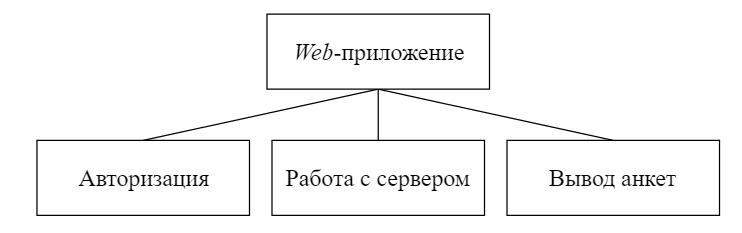 Web-приложение
Авторизация
Работа с сервером
Вывод анкет